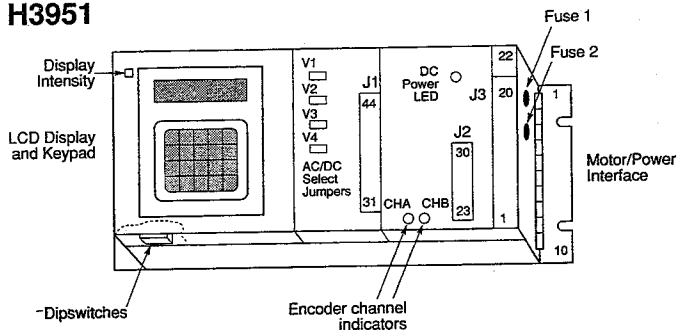 H3951
Fuse 1
Fuse 2
Display
Intensity
LCD Display
and Keypad
V1
V2
V3
V4
AC/DC
Select
Jumpers
J1
44
31
DC
Power
LED
J3
22
20
1
J2
30
23
CHA CHB
1
10
Motor/Power
Interface
Dipswitches
Encoder channel
indicators